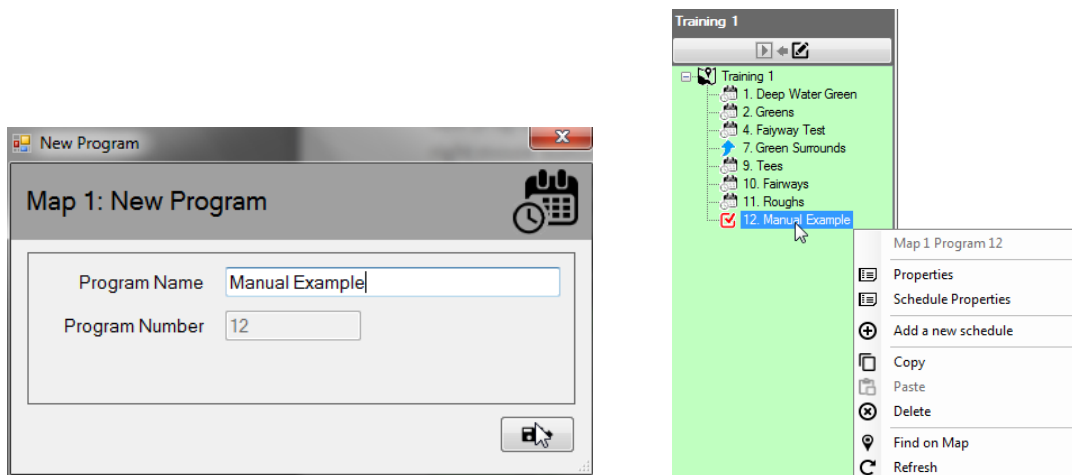 New Program
Map 1: New Program
Program Name Manual Example
Program Number 12
Training 1
Training 1
1. Deep Water Green
2. Greens
4. Faiyway Test
7. Green Surrounds
9. Tees
10. Fairways
11. Roughs
12. Manual Example
Map 1 Program 12
Properties
Schedule Properties
Add a new schedule
Copy
Paste
Delete
Find on Map
Refresh